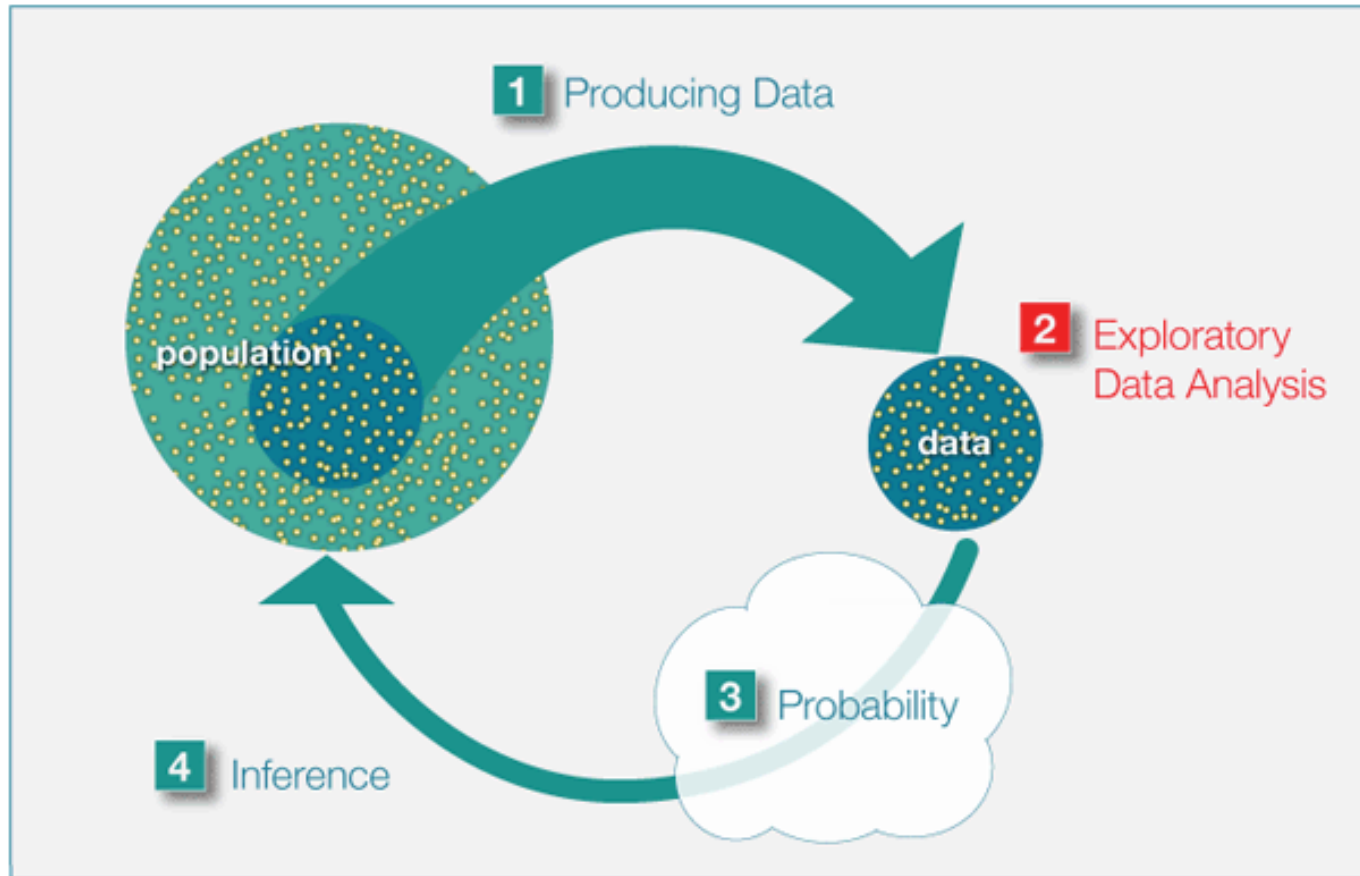 1 Producing Data
population
2 Exploratory
Data Analysis
data
3 Probability
4 Inference